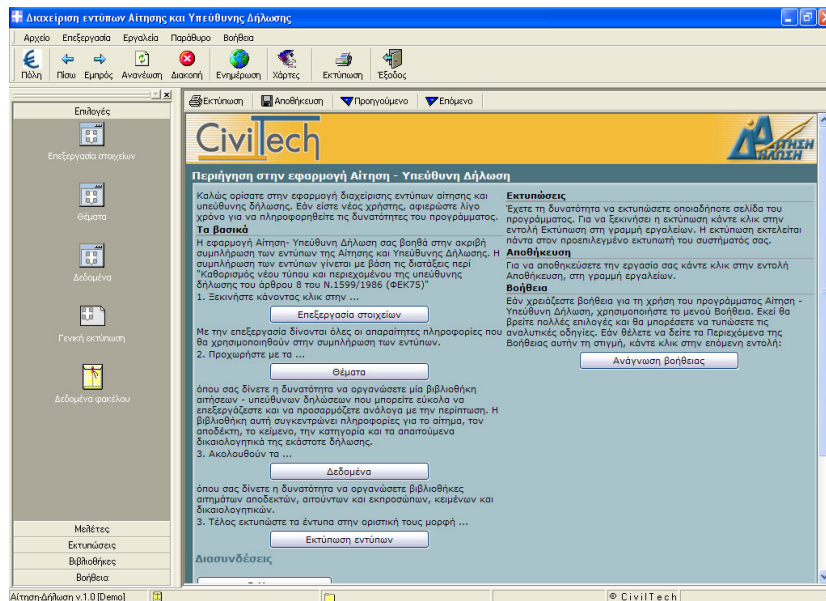 Διαχείριση εντύπων Αίτησης και Υπεύθυνης Δήλωσης
Αρχείο Επεξεργασία Εργαλεία Παράθυρο Βοήθεια
Πόλη Πίσω Εμπρός Ανανέωση Διακοπή Ενημέρωση Χάρτες Εκτύπωση Έξοδος
Επιλογές
Επεξεργασία στοιχείων
Θέματα
Δεδομένα
Γενική εκτύπωση
Δεδομένα φακέλου
Μελέτες
Εκτυπώσεις
Βιβλιοθήκες
Βοήθεια
Εκτύπωση Αποθήκευση Προηγούμενο Επόμενο
CivilTech
ΑΙΤΗΣΗ
ΔΗΛΩΣΗ
Περιήγηση στην εφαρμογή Αίτηση - Υπεύθυνη Δήλωση
Καλώς ορίσατε στην εφαρμογή διαχείρισης εντύπων αίτησης και
υπεύθυνης δήλωσης. Εάν είστε νέος χρήστης, αφιερώστε λίγο
χρόνο για να πληροφορηθείτε τις δυνατότητες του προγράμματος.
Τα βασικά
Η εφαρμογή Αίτηση- Υπεύθυνη Δήλωση σας βοηθά στην ακριβή
συμπλήρωση των εντύπων της Αίτησης και Υπεύθυνης Δήλωσης. Η
συμπλήρωση των εντύπων γίνεται με βάση τις διατάξεις περί
"Καθορισμός νέου τύπου και περιεχομένου της υπεύθυνης
δήλωσης του άρθρου 8 του Ν.1599/1986 (ΦΕΚ75)"
1. Ξεκινήστε κάνοντας κλικ στην ...
Επεξεργασία στοιχείων
Με την επεξεργασία δίνονται όλες οι απαραίτητες πληροφορίες που
θα χρησιμοποιηθούν στην συμπλήρωση των εντύπων.
2. Προχωρήστε με τα ...
Θέματα
όπου σας δίνετε η δυνατότητα να οργανώσετε μία βιβλιοθήκη
αιτήσεων - υπεύθυνων δηλώσεων που μπορείτε εύκολα να
επεξεργάζεστε και να προσαρμόζετε ανάλογα με την περίπτωση. Η
βιβλιοθήκη αυτή συγκεντρώνει πληροφορίες για το αίτημα, τον
αποδέκτη, το κείμενο, την κατηγορία και τα απαιτούμενα
δικαιολογητικά της εκάστοτε δήλωσης.
3. Ακολουθούν τα ...
Δεδομένα
όπου σας δίνετε η δυνατότητα να οργανώσετε βιβλιοθήκες
αιτημάτων αποδεκτών, αιτούντων και εκπροσώπων, κειμένων και
δικαιολογητικών.
3. Τέλος εκτυπώστε τα έντυπα στην οριστική τους μορφή ...
Εκτύπωση εντύπων
Διασυνδέσεις
Εκτυπώσεις
Έχετε τη δυνατότητα να εκτυπώσετε οποιαδήποτε σελίδα του
προγράμματος. Για να ξεκινήσει η εκτύπωση κάντε κλικ στην
εντολή Εκτύπωση στη γραμμή εργαλείων. Η εκτύπωση εκτελείται
πάντα στον προεπιλεγμένο εκτυπωτή του συστήματός σας.
Αποθήκευση
Για να αποθηκεύσετε την εργασία σας κάντε κλικ στην εντολή
Αποθήκευση, στη γραμμή εργαλείων.
Βοήθεια
Εάν χρειάζεστε βοήθεια για τη χρήση του προγράμματος Αίτηση -
Υπεύθυνη Δήλωση, χρησιμοποιήστε το μενού Βοήθεια. Εκεί θα
βρείτε πολλές επιλογές και θα μπορέσετε να τυπώσετε τις
αναλυτικές οδηγίες. Εάν θέλετε να δείτε τα Περιεχόμενα της
Βοήθειας αυτήν τη στιγμή, κάντε κλικ στην επόμενη εντολή:
Ανάγνωση βοήθειας
Αίτηση-Δήλωση v.1.0 [Demo] © CivilTech